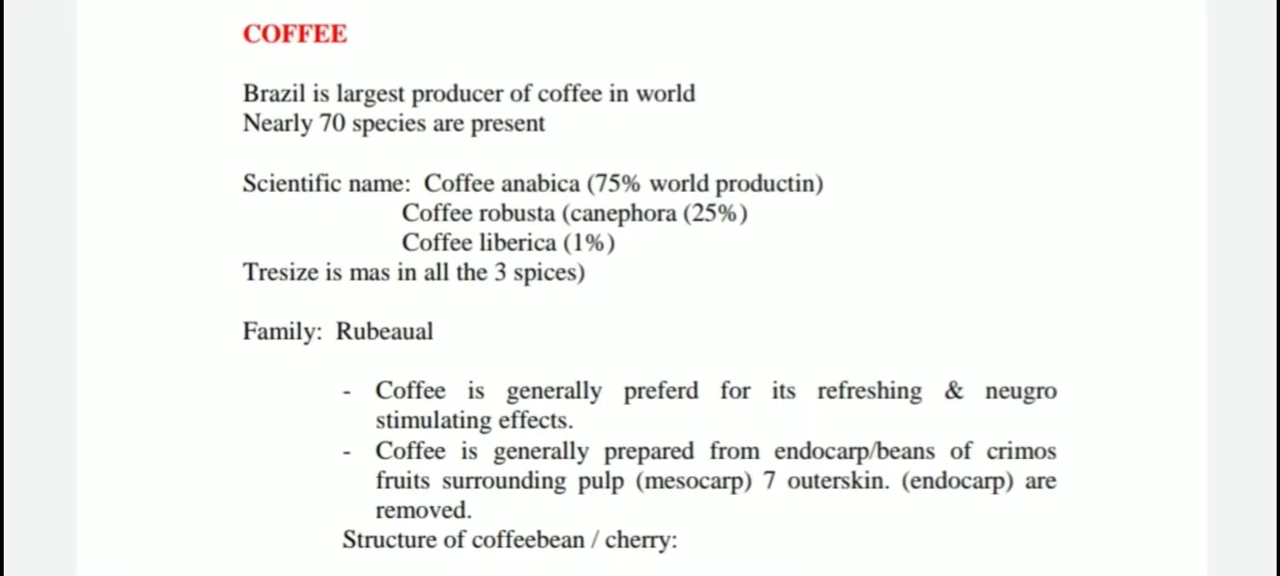 COFFEE
Brazil is largest producer of coffee in world
Nearly 70 species are present
Scientific name: Coffee anabica (75% world productin)
Coffee robusta (canephora (25%)
Coffee liberica (1%)
Tresize is mas in all the 3 spices)
Family: Rubeaual
- Coffee is generally preferd for its refreshing & neugro
stimulating effects.
- Coffee is generally prepared from endocarp/beans of crimos
fruits surrounding pulp (mesocarp) 7 outerskin. (endocarp) are
removed.
Structure of coffeebean / cherry: